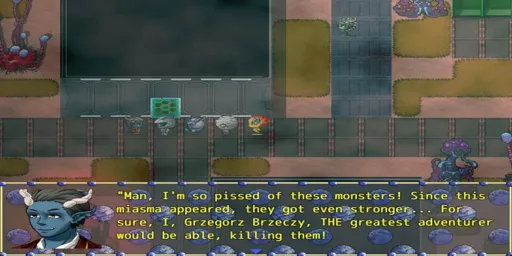 "Man, I'm so pissed of these monsters! Since this
miasma appeared, they got even stronger... For
sure, I, Grzegorz Brzeczy, THE greatest adventurer
would be able, killing them!